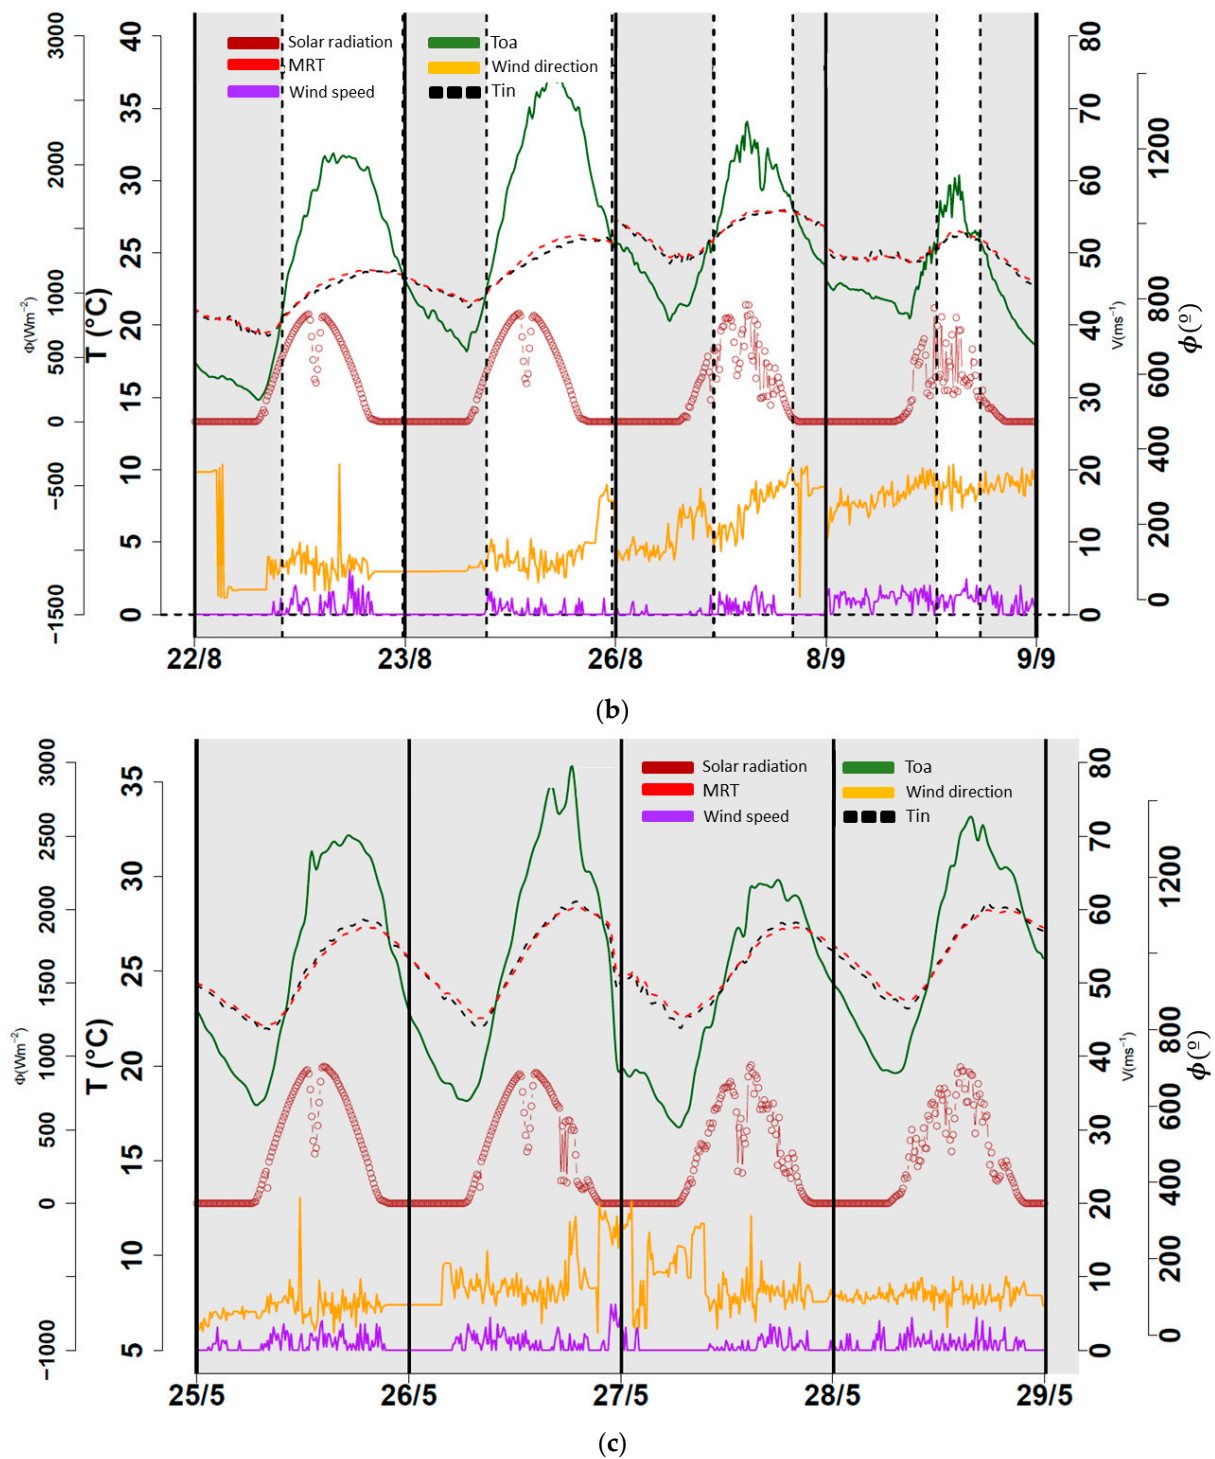 Solar radiation
MRT
Wind speed
Toa
Wind direction
Tin
3000
2000
1000
500
0
−500
−1500
Φ(Wm⁻²)
40
35
30
25
20
15
10
5
0
T (°C)
80
70
60
50
40
30
20
10
0
V(ms⁻¹)
1200
800
600
400
200
0
ϕ(º)
22/8 23/8 26/8 8/9 9/9
(b)
Solar radiation
MRT
Wind speed
Toa
Wind direction
Tin
3000
2500
2000
1500
1000
500
0
−1000
Φ(Wm⁻²)
35
30
25
20
15
10
5
T (°C)
80
70
60
50
40
30
20
10
0
V(ms⁻¹)
1200
800
600
400
200
0
ϕ(º)
25/5 26/5 27/5 28/5 29/5
(c)